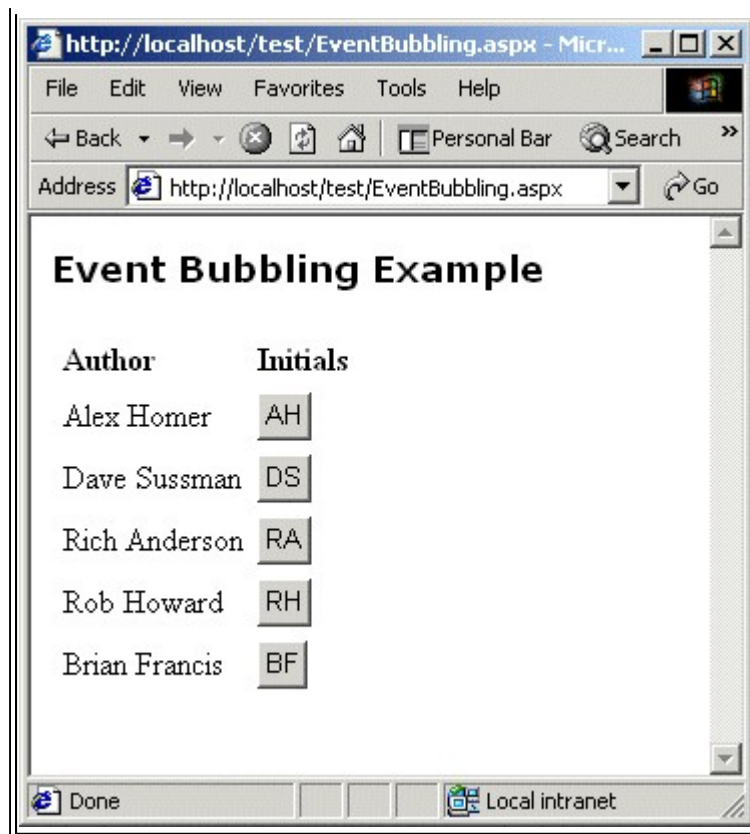 http://localhost/test/EventBubbling.aspx - Micr...
File Edit View Favorites Tools Help
Back Personal Bar Search »
Address http://localhost/test/EventBubbling.aspx Go
Event Bubbling Example
Author Initials
Alex Homer AH
Dave Sussman DS
Rich Anderson RA
Rob Howard RH
Brian Francis BF
Done Local intranet